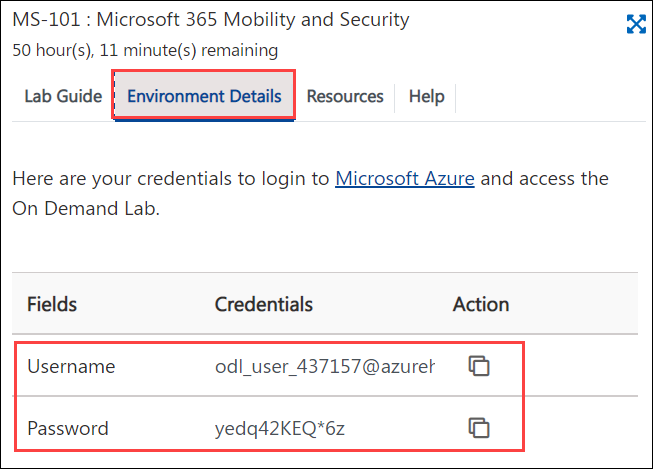 MS-101 : Microsoft 365 Mobility and Security
50 hour(s), 11 minute(s) remaining
Lab Guide Environment Details Resources Help
Here are your credentials to login to Microsoft Azure and access the
On Demand Lab.
Fields Credentials Action
Username odl_user_437157@azureh
Password yedq42KEQ*6z